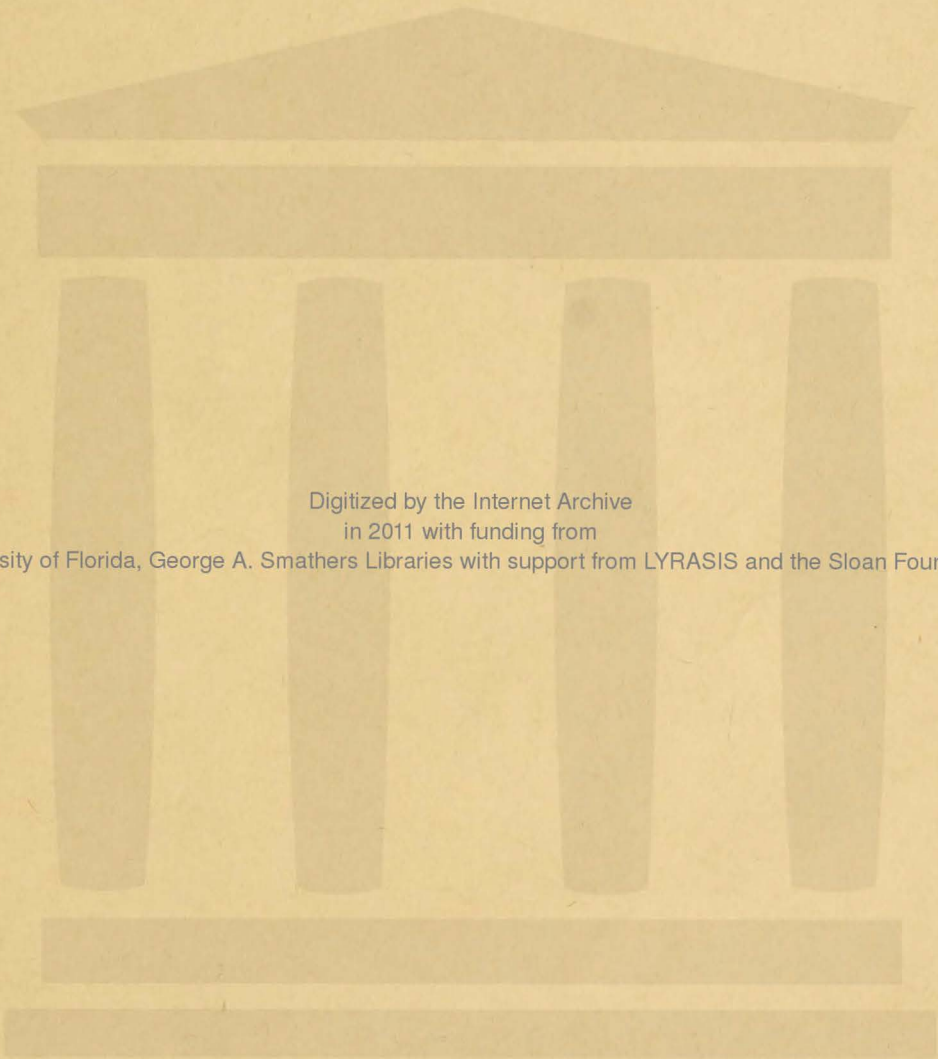 Digitized by the Internet Archive
in 2011 with funding from
sity of Florida, George A. Smathers Libraries with support from LYRASIS and the Sloan Four